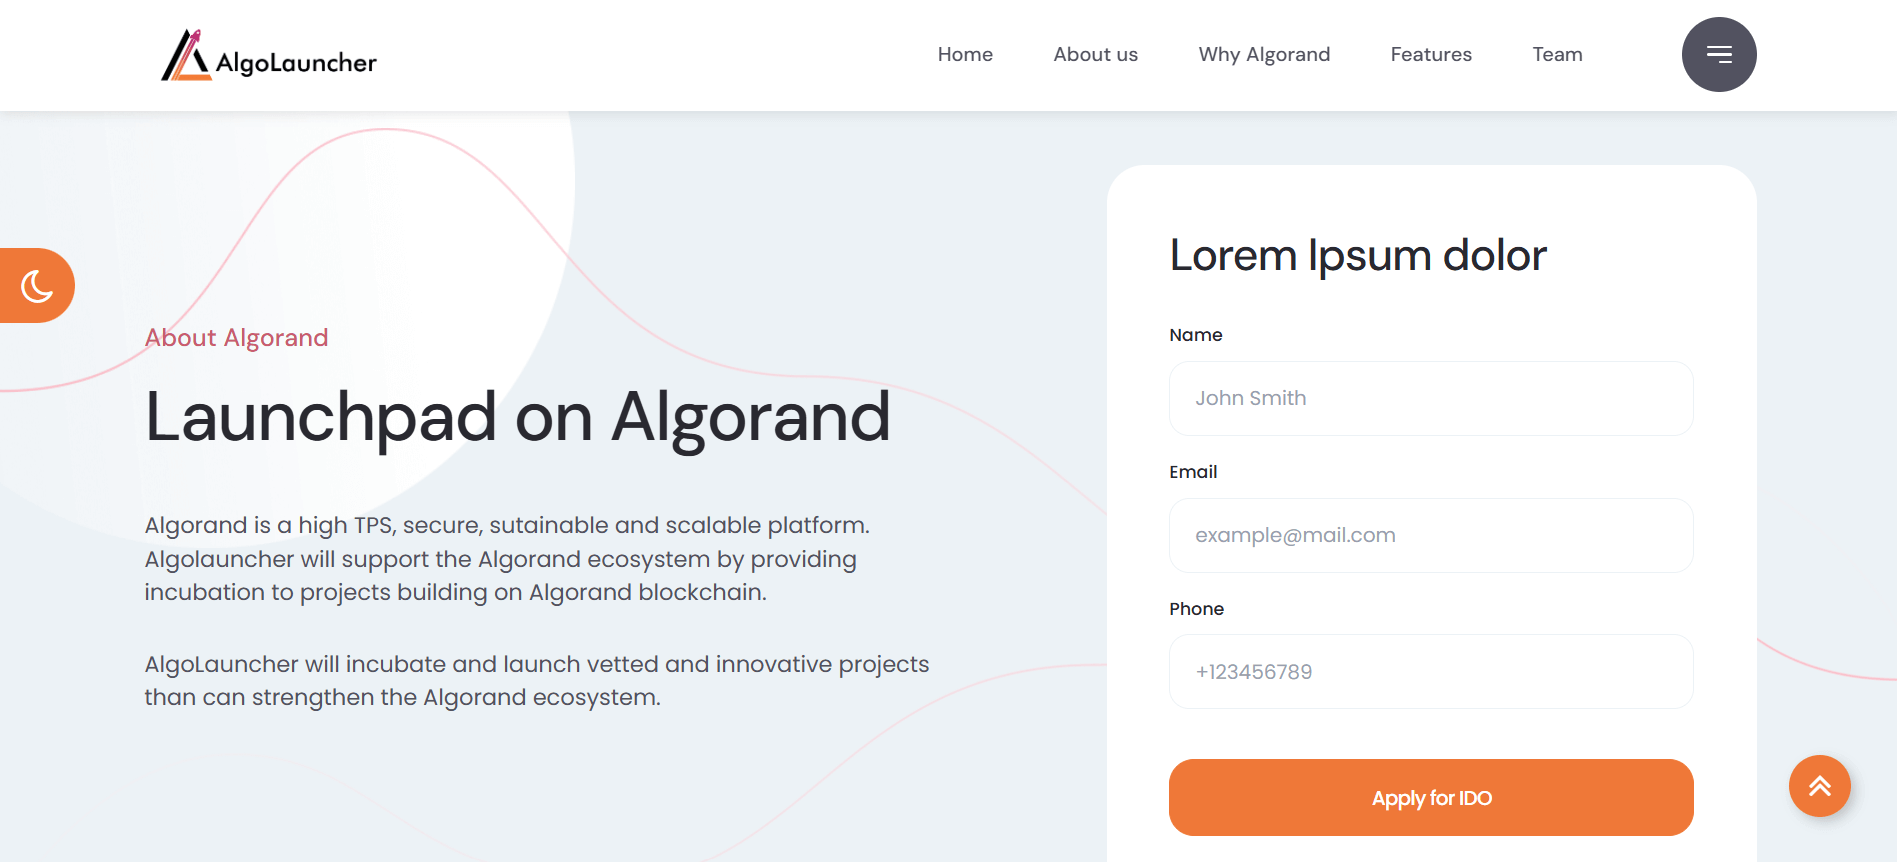 AlgoLauncher
Home
About us
Why Algorand
Features
Team
About Algorand
Launchpad on Algorand
Algorand is a high TPS, secure, sutainable and scalable platform.
Algolauncher will support the Algorand ecosystem by providing
incubation to projects building on Algorand blockchain.
AlgoLauncher will incubate and launch vetted and innovative projects
than can strengthen the Algorand ecosystem.
Lorem Ipsum dolor
Name
John Smith
Email
example@mail.com
Phone
+123456789
Apply for IDO